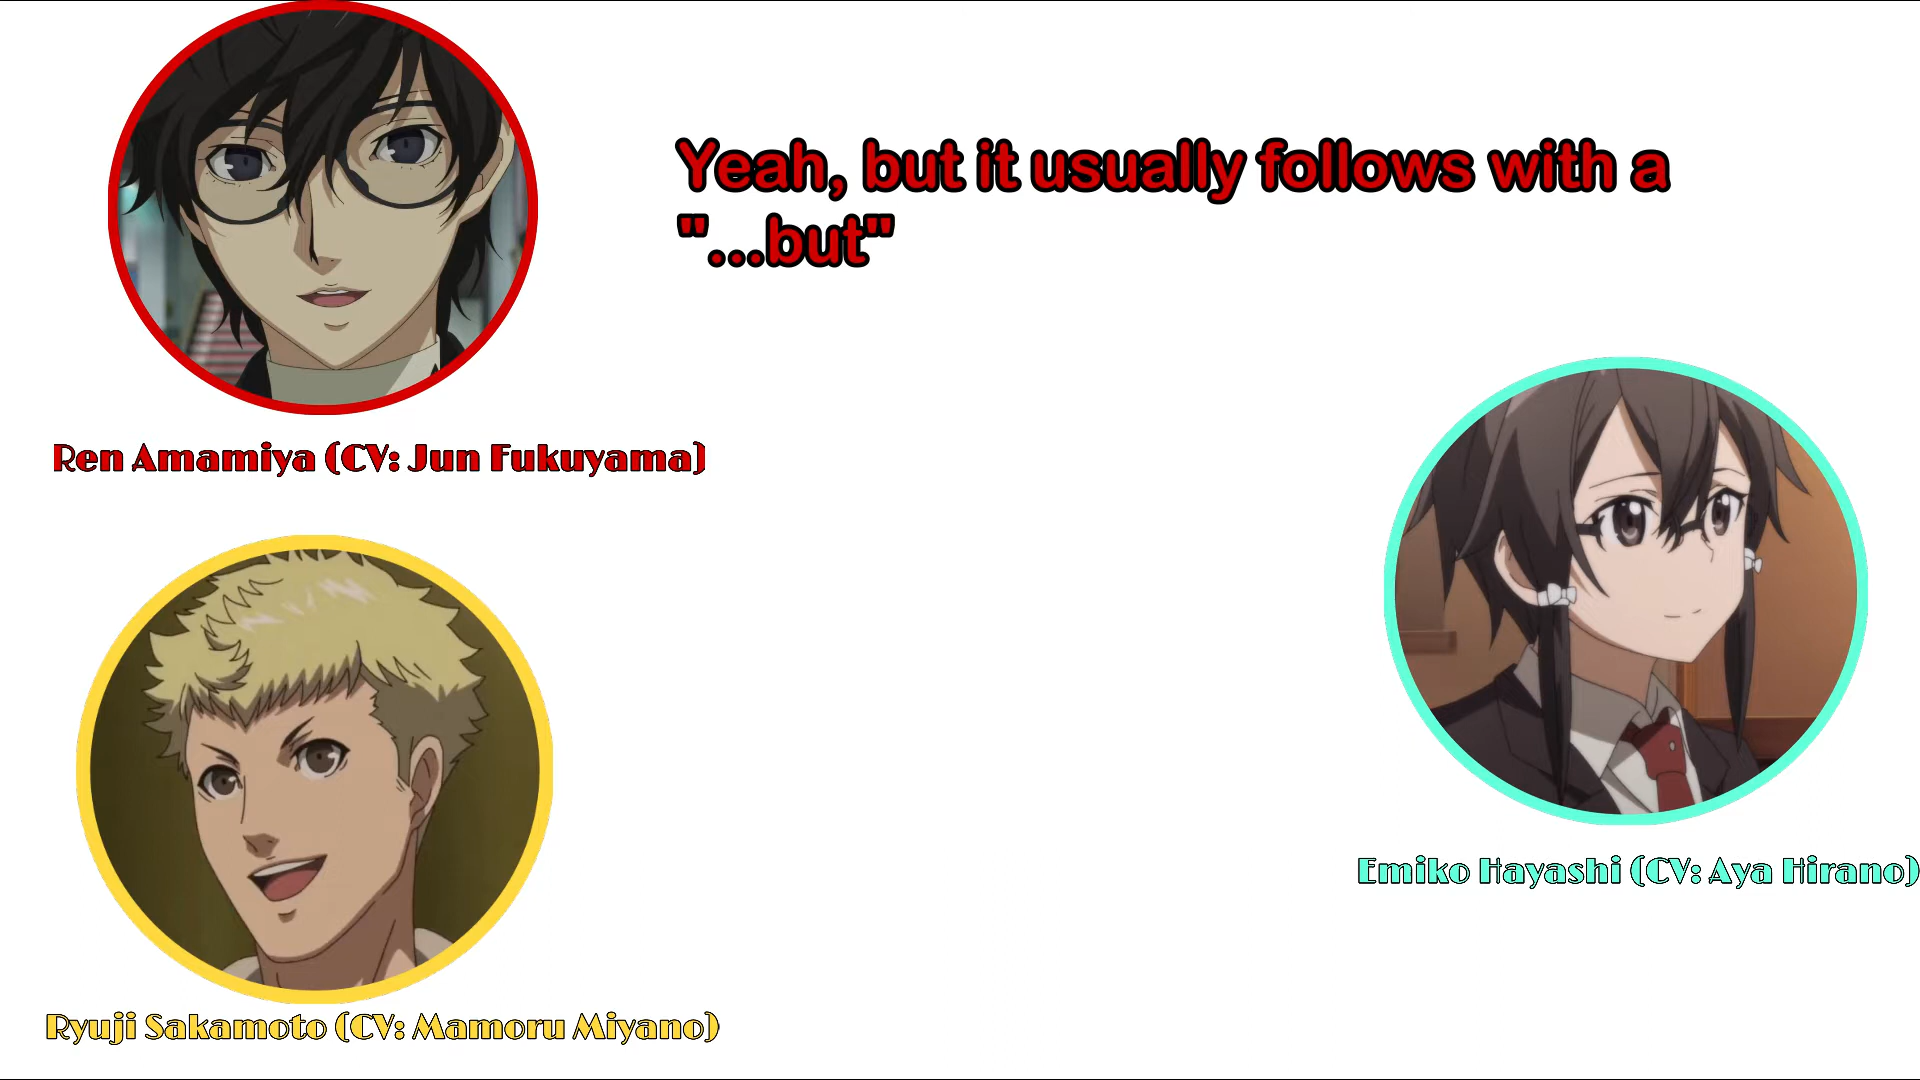 Yeah, but it usually follows with a
"...but"
Ren Amamiya (CV: Jun Fukuyama)
Emiko Hayashi (CV: Aya Hirano)
Ryuji Sakamoto (CV: Mamoru Miyano)